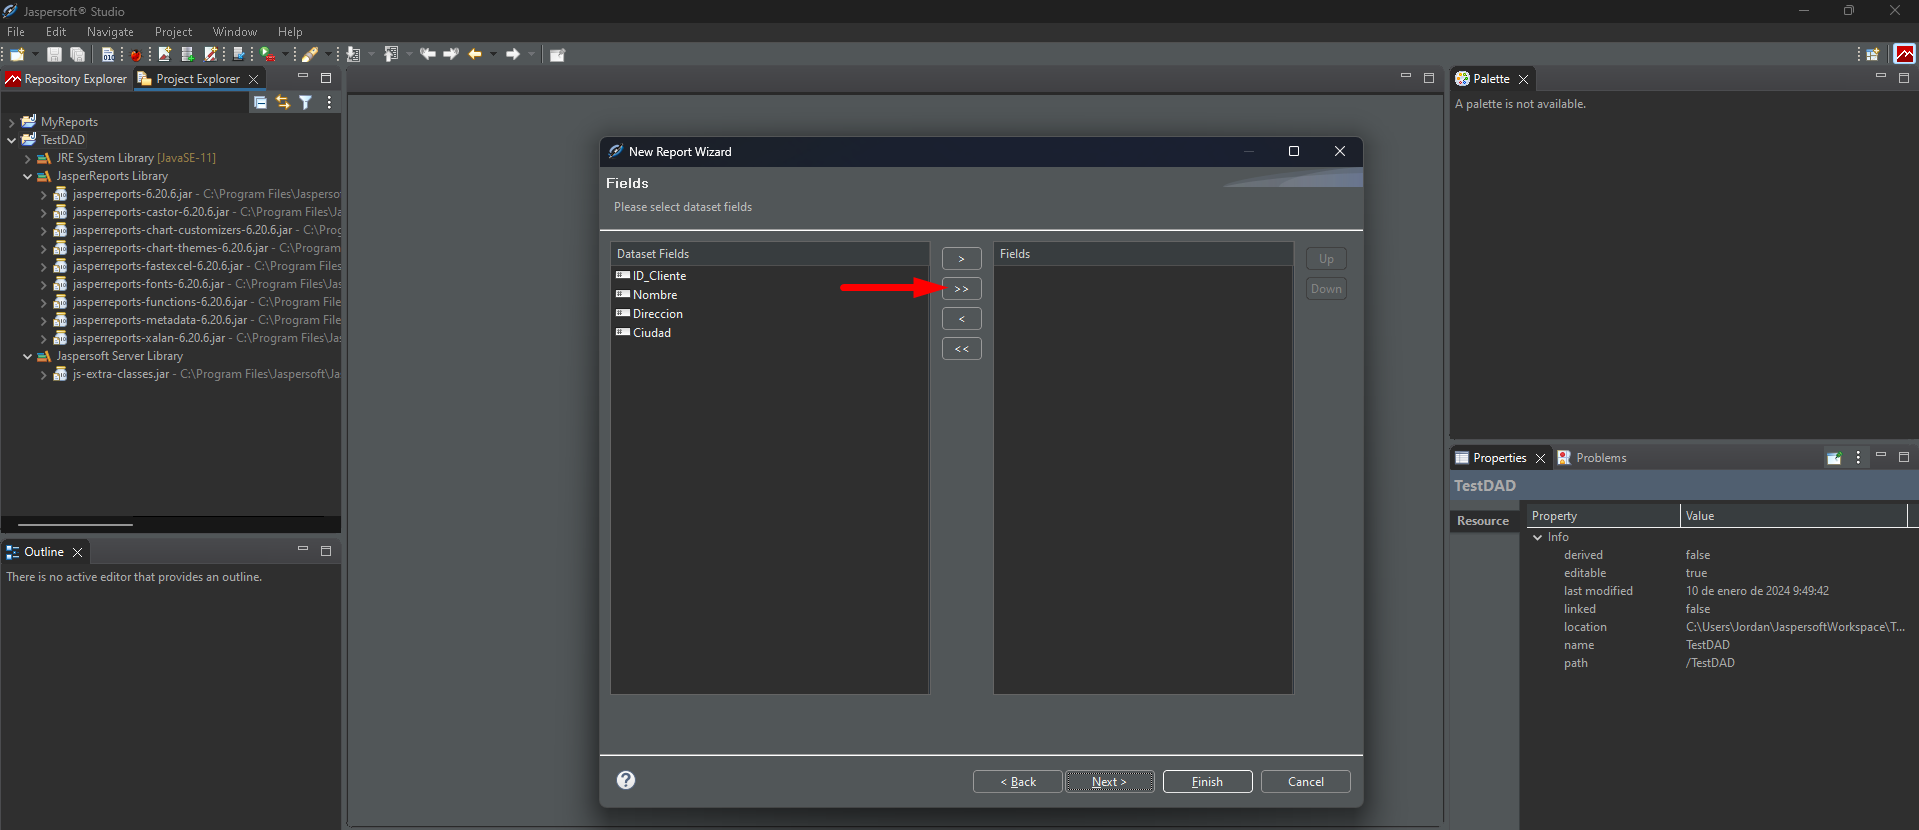 Jaspersoft® Studio
File Edit Navigate Project Window Help
Repository Explorer Project Explorer
MyReports
TestDAD
JRE System Library [JavaSE-11]
JasperReports Library
jasperreports-6.20.6.jar - C:\Program Files\Jasperso
jasperreports-castor-6.20.6.jar - C:\Program Files\Ja
jasperreports-chart-customizers-6.20.6.jar - C:\Prog
jasperreports-chart-themes-6.20.6.jar - C:\Program
jasperreports-fastexcel-6.20.6.jar - C:\Program Files
jasperreports-fonts-6.20.6.jar - C:\Program Files\Jas
jasperreports-functions-6.20.6.jar - C:\Program Files
jasperreports-metadata-6.20.6.jar - C:\Program File
jasperreports-xalan-6.20.6.jar - C:\Program Files\Jas
Jaspersoft Server Library
js-extra-classes.jar - C:\Program Files\Jaspersoft\Ja
Outline
There is no active editor that provides an outline.
New Report Wizard
Fields
Please select dataset fields
Dataset Fields
ID_Cliente
Nombre
Direccion
Ciudad
>
>>
<
<<
Fields
Up
Down
?
< Back Next > Finish Cancel
Palette
A palette is not available.
Properties Problems
TestDAD
Resource
Property Value
Info
derived false
editable true
last modified 10 de enero de 2024 9:49:42
linked false
location C:\Users\Jordan\JaspersoftWorkspace\T...
name TestDAD
path /TestDAD